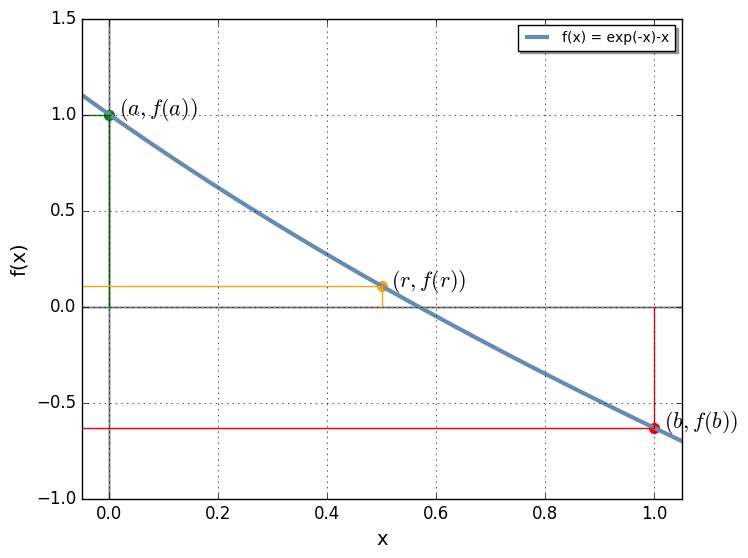 f(x) = exp(-x)-x
1.5
1.0
0.5
0.0
−0.5
−1.0
f(x)
(a, f(a))
(r, f(r))
(b, f(b))
0.0 0.2 0.4 0.6 0.8 1.0
x